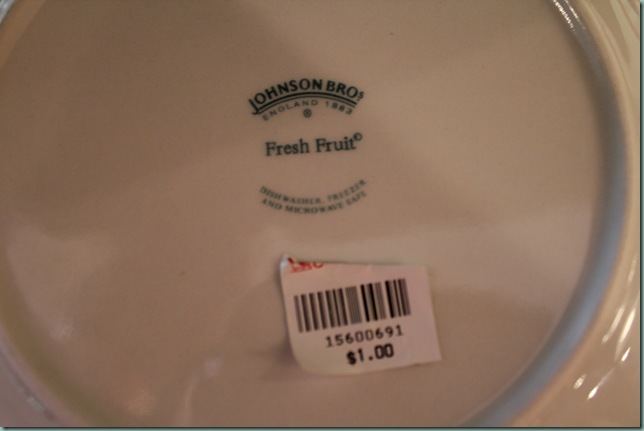 JOHNSON BROS
ENGLAND 1883
®
Fresh Fruit©
DISHWASHER, FREEZER
AND MICROWAVE SAFE
15600691
$1.00